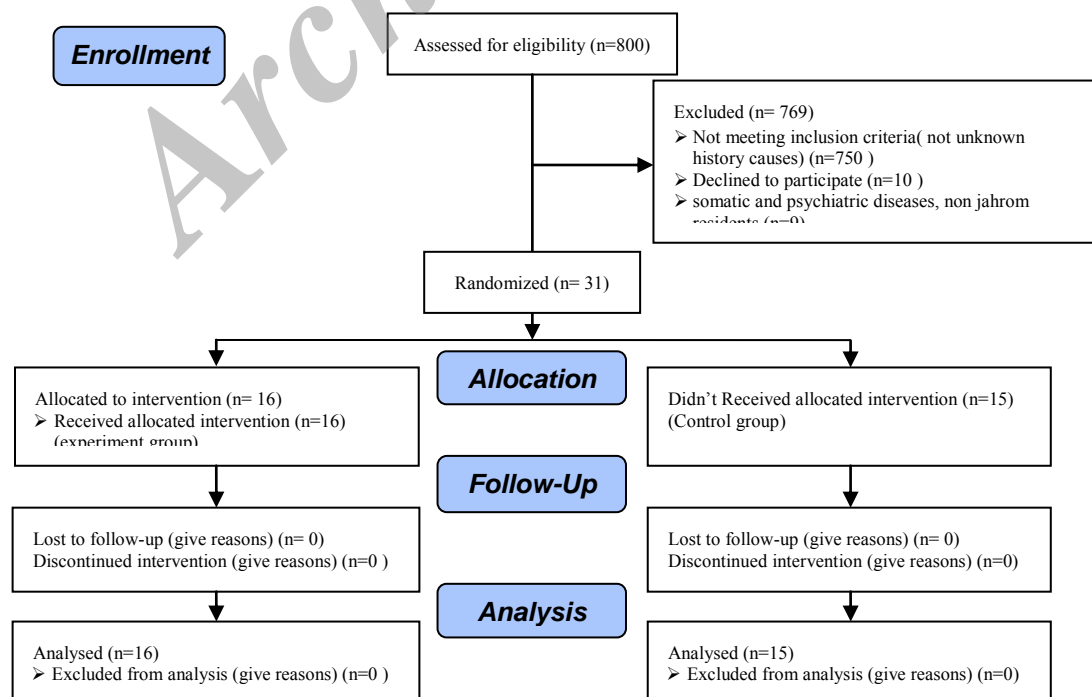 Enrollment
Assessed for eligibility (n=800)
Excluded (n= 769)
➢ Not meeting inclusion criteria( not unknown
history causes) (n=750 )
➢ Declined to participate (n=10 )
➢ somatic and psychiatric diseases, non jahrom
residents (n=9)
Randomized (n= 31)
Allocation
Allocated to intervention (n= 16)
➢ Received allocated intervention (n=16)
(experiment group)
Didn’t Received allocated intervention (n=15)
(Control group)
Follow-Up
Lost to follow-up (give reasons) (n= 0)
Discontinued intervention (give reasons) (n=0 )
Lost to follow-up (give reasons) (n= 0)
Discontinued intervention (give reasons) (n=0)
Analysis
Analysed (n=16)
➢ Excluded from analysis (give reasons) (n=0 )
Analysed (n=15)
➢ Excluded from analysis (give reasons) (n=0)